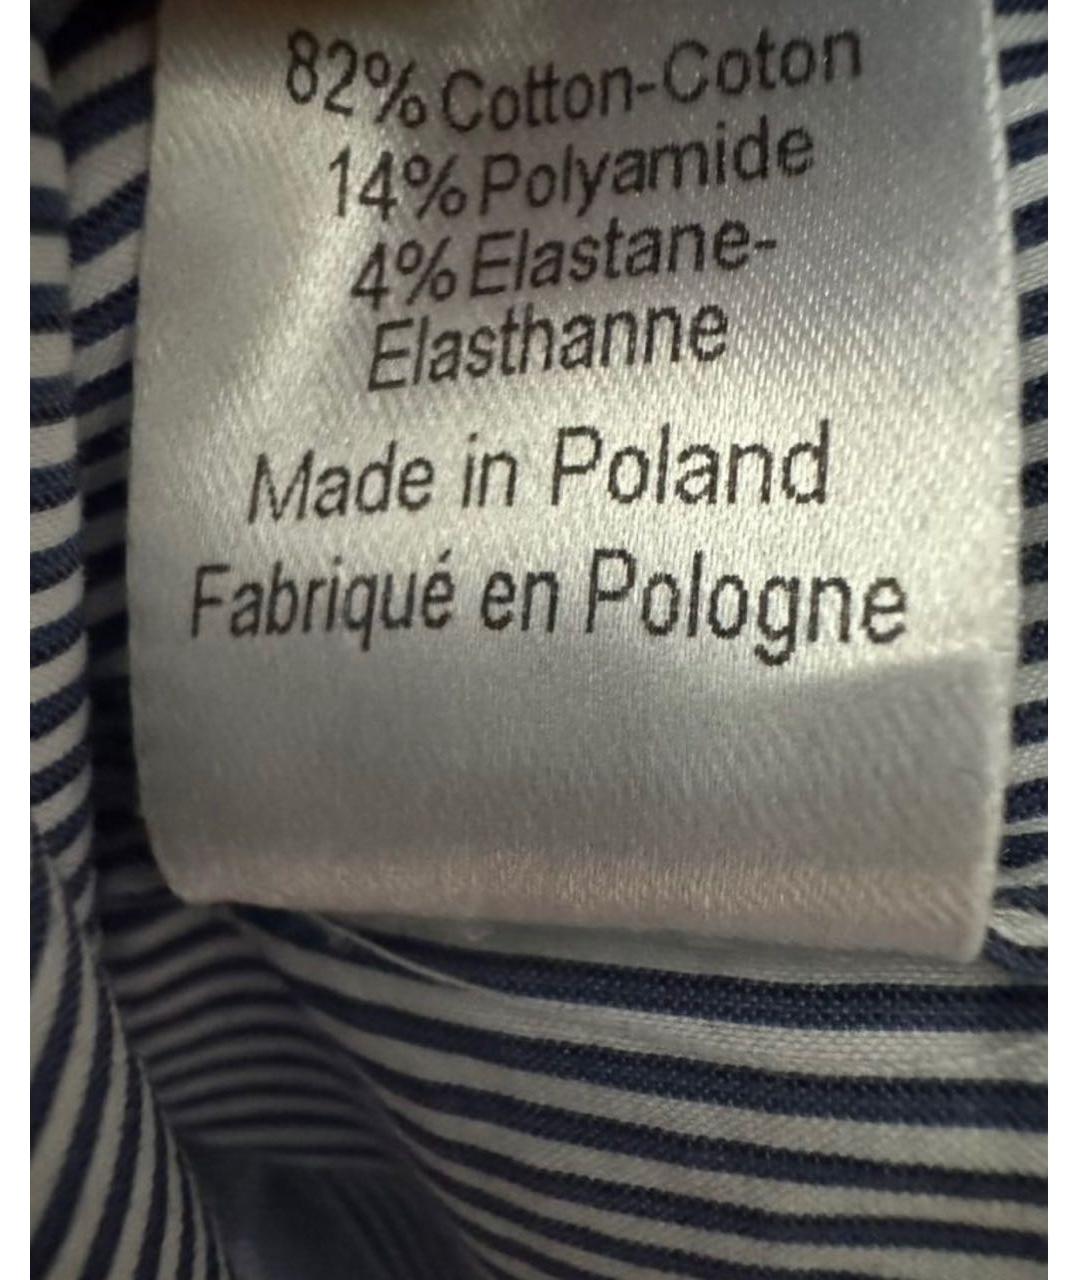 82% Cotton-Coton
14% Polyamide
4% Elastane-
Elasthanne
Made in Poland
Fabriqué en Pologne